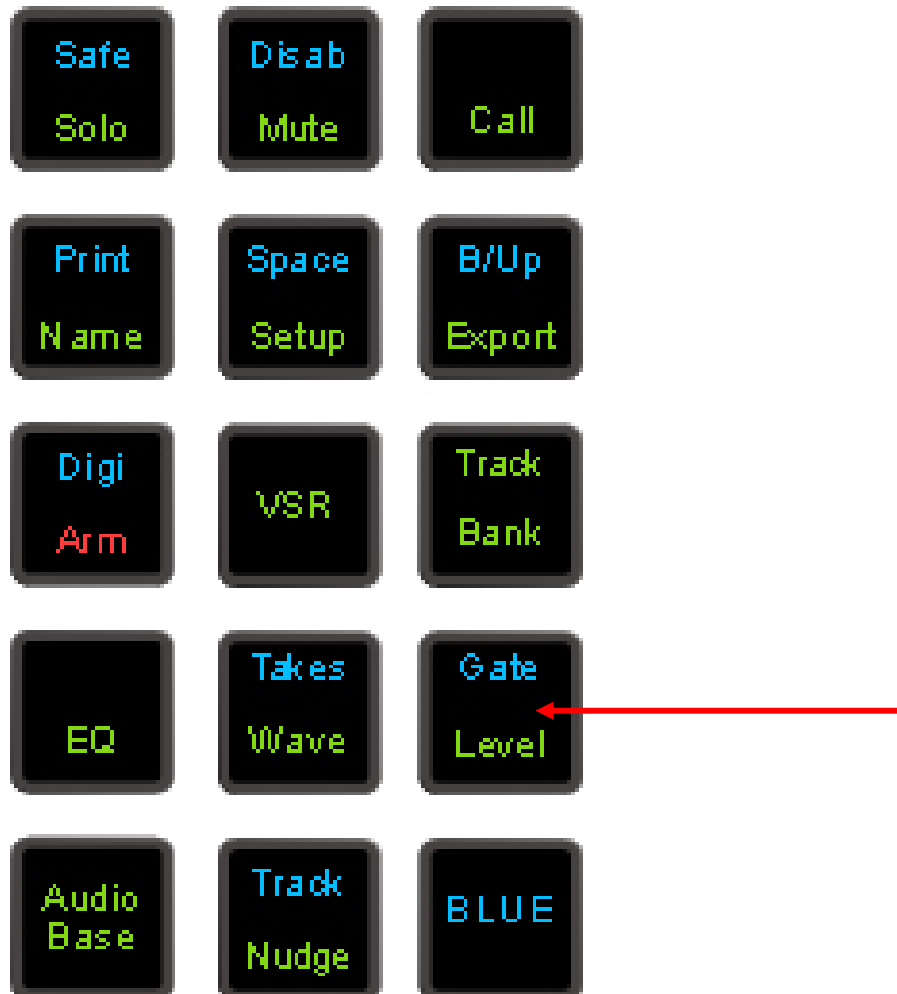 Safe
Solo
Disab
Mute
Call
Print
Name
Space
Setup
B/Up
Export
Digi
Arm
VSR
Track
Bank
EQ
Takes
Wave
Gate
Level
Audio
Base
Track
Nudge
BLUE